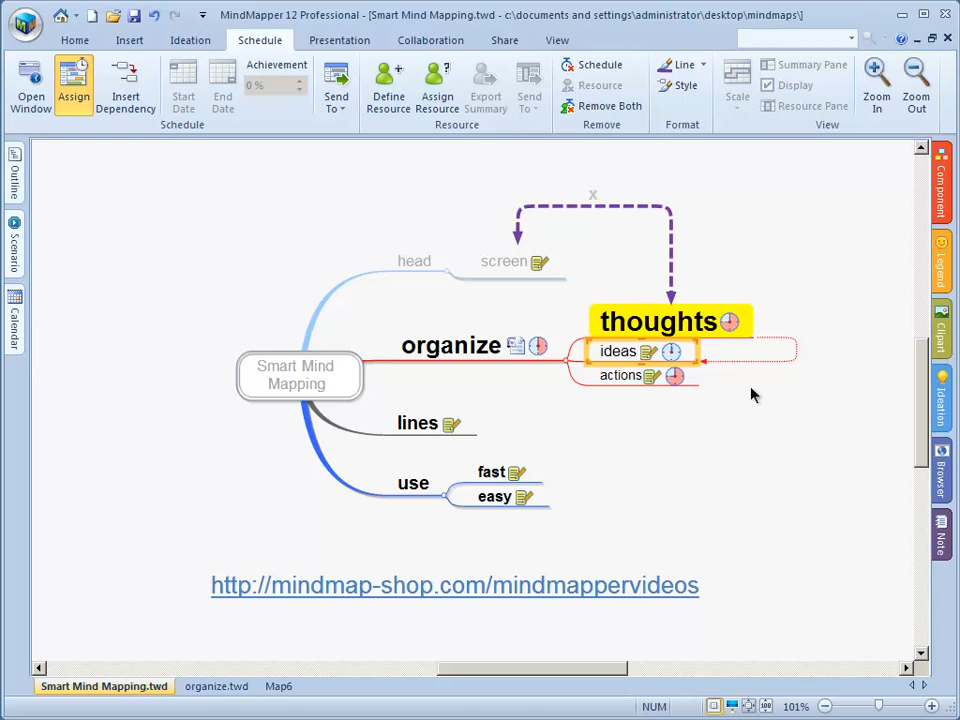 MindMapper 12 Professional - [Smart Mind Mapping.twd - c:\documents and settings\administrator\desktop\mindmaps\]
Home Insert Ideation Schedule Presentation Collaboration Share View
Open Window
Assign
Insert Dependency
Start Date
End Date
Achievement
0 %
Send To
Define Resource
Assign Resource
Export Summary
Send To
Schedule
Resource
Remove Both
Line
Style
Scale
Summary Pane
Display
Resource Pane
Zoom In
Zoom Out
Schedule Resource Remove Format View
Outline
Scenario
Calendar
Component
Legend
Clipart
Ideation
Browser
Note
x
head
screen
thoughts
organize
ideas
actions
Smart Mind
Mapping
lines
use
fast
easy
http://mindmap-shop.com/mindmappervideos
Smart Mind Mapping.twd organize.twd Map6
NUM 100 101%